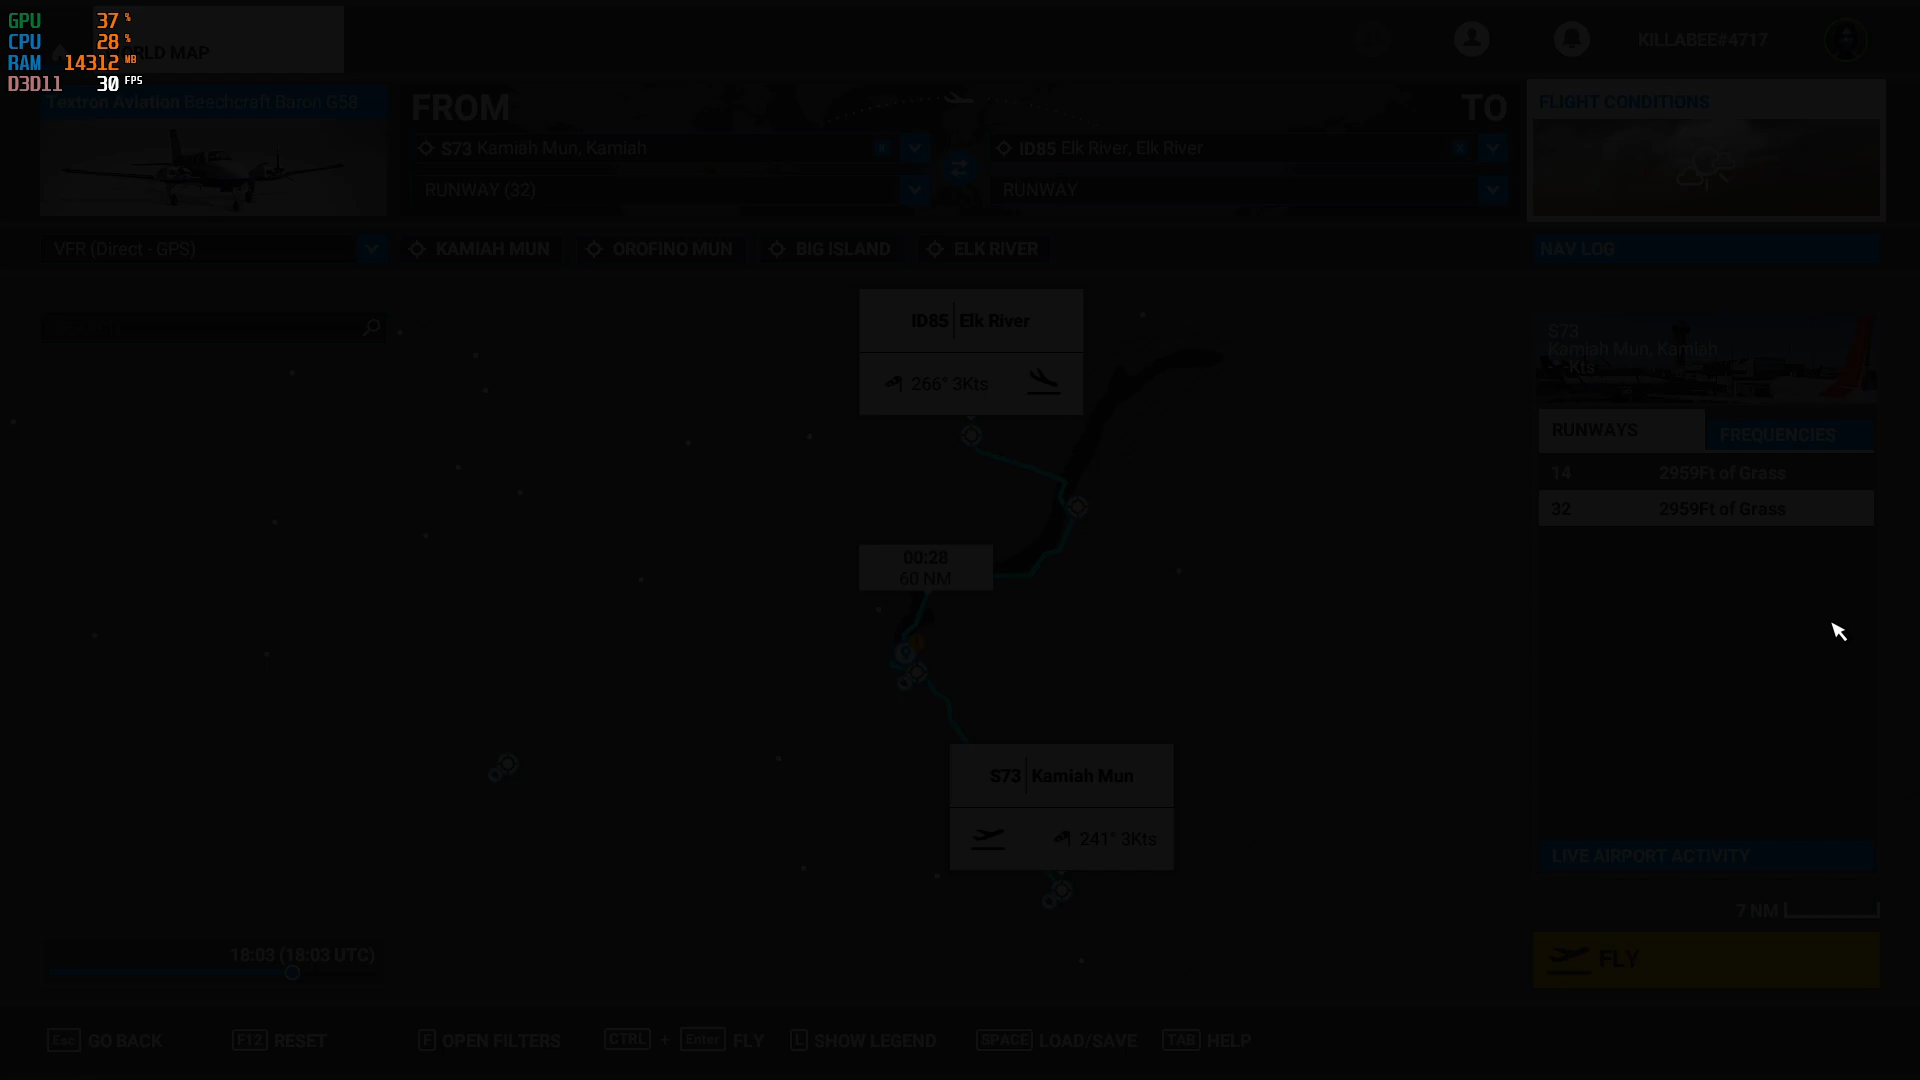 GPU 37 %
CPU 28 %
RAM 14312 MB
D3D11 30 FPS
RLD MAP
KILLABEE#4717
Textron Aviation Beechcraft Baron G58
FROM
TO
FLIGHT CONDITIONS
S73 Kamiah Mun, Kamiah
ID85 Elk River, Elk River
RUNWAY (32)
RUNWAY
VFR (Direct - GPS)
KAMIAH MUN
OROFINO MUN
BIG ISLAND
ELK RIVER
NAV LOG
ID85 Elk River
266° 3Kts
S73
Kamiah Mun, Kamiah
-°-Kts
RUNWAYS
FREQUENCIES
14 2959Ft of Grass
32 2959Ft of Grass
00:28
60 NM
S73 Kamiah Mun
241° 3Kts
LIVE AIRPORT ACTIVITY
7 NM
18:03 (18:03 UTC)
FLY
Esc GO BACK
F12 RESET
F OPEN FILTERS
CTRL + Enter FLY
L SHOW LEGEND
SPACE LOAD/SAVE
TAB HELP